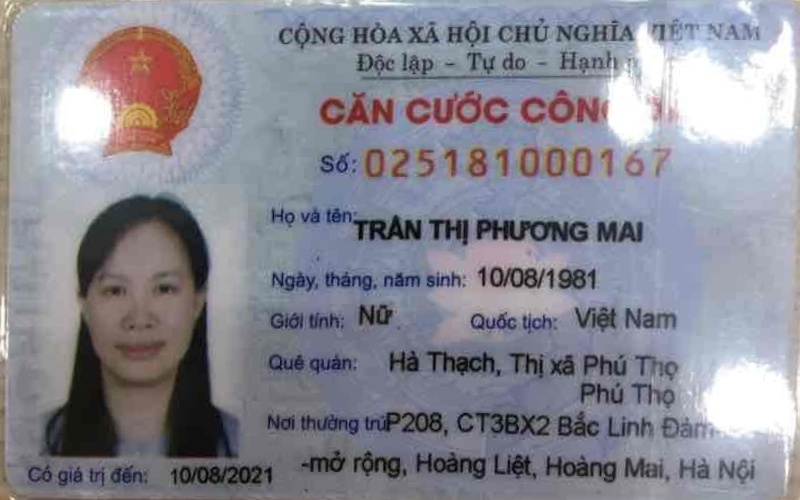 CỘNG HÒA XÃ HỘI CHỦ NGHĨA VIỆT NAM
Độc lập - Tự do - Hạnh
CĂN CƯỚC CÔNG
Số: 025181000167
Họ và tên: TRẦN THỊ PHƯƠNG MAI
Ngày, tháng, năm sinh: 10/08/1981
Giới tính: Nữ Quốc tịch: Việt Nam
Quê quán: Hà Thạch, Thị xã Phú Thọ
Phú Thọ
Nơi thường trú: P208, CT3BX2 Bắc Linh Đàm
-mở rộng, Hoàng Liệt, Hoàng Mai, Hà Nội
Có giá trị đến: 10/08/2021